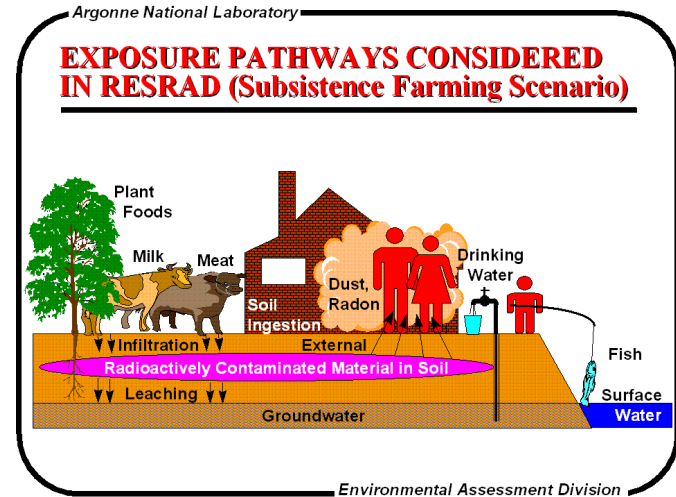 Argonne National Laboratory
EXPOSURE PATHWAYS CONSIDERED
IN RESRAD (Subsistence Farming Scenario)
Plant
Foods
Milk
Meat
Soil
Ingestion
Dust,
Radon
Drinking
Water
Infiltration
External
Radioactively Contaminated Material in Soil
Leaching
Groundwater
Fish
Surface
Water
Environmental Assessment Division